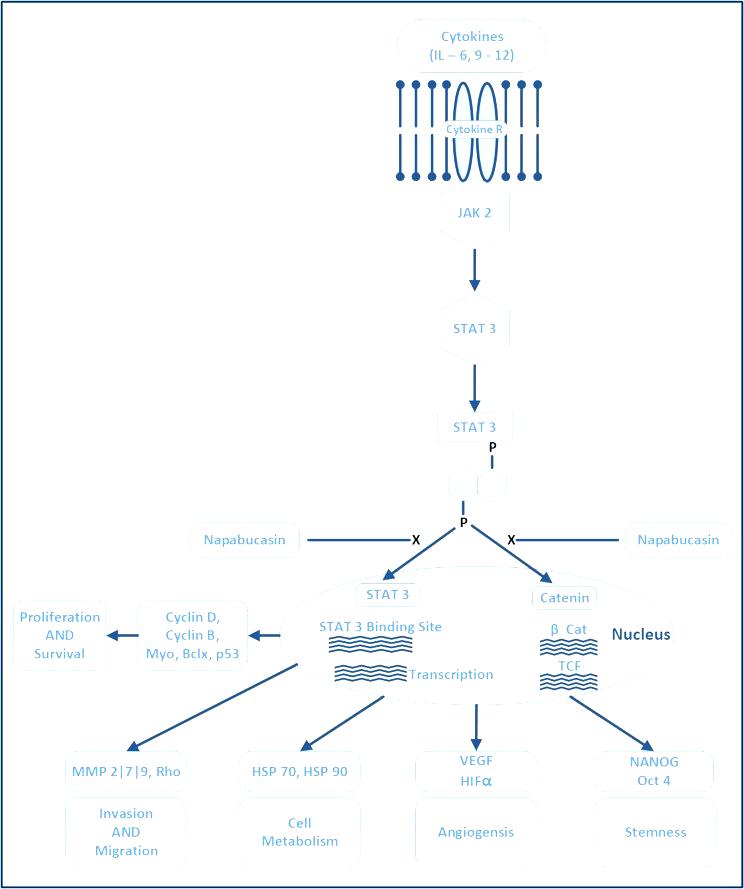 Cytokines
(IL – 6, 9 - 12)
Cytokine R
JAK 2
STAT 3
STAT 3
P
P
Napabucasin
X
X
Napabucasin
STAT 3
Catenin
Proliferation
AND
Survival
Cyclin D,
Cyclin B,
Myo, Bclx, p53
STAT 3 Binding Site
Transcription
β Cat
TCF
Nucleus
MMP 2|7|9, Rho
HSP 70, HSP 90
VEGF
HIFα
NANOG
Oct 4
Invasion
AND
Migration
Cell
Metabolism
Angiogensis
Stemness